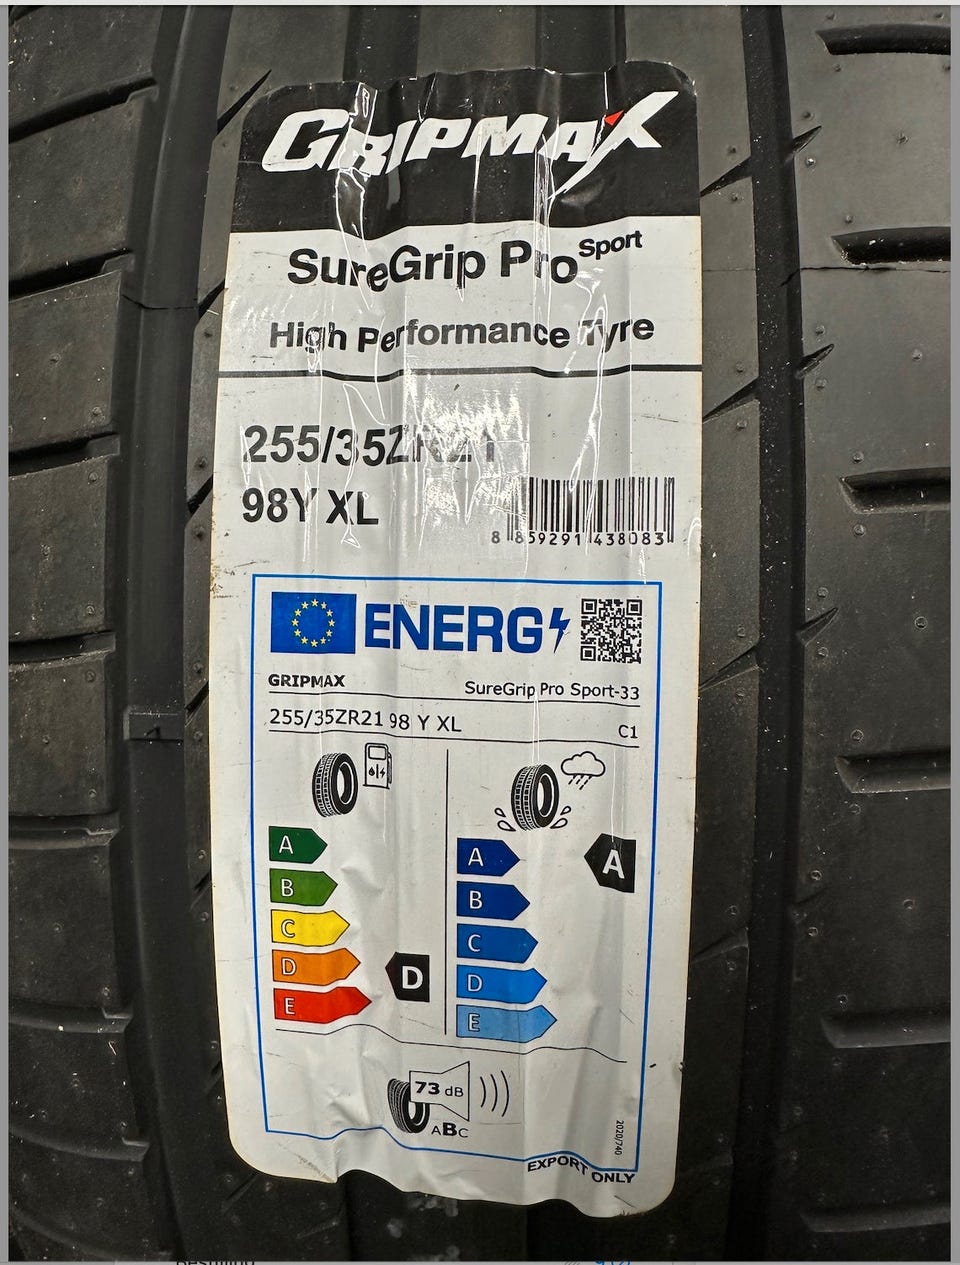 GRIPMAX
SureGrip Pro Sport
High Performance Tyre
255/35ZR21
98Y XL
8 859291 438083
ENERG
GRIPMAX
SureGrip Pro Sport-33
255/35ZR21 98 Y XL
C1
A
B
C
D
E
D
A
B
C
D
E
A
73 dB
ABC
2020/740
EXPORT ONLY